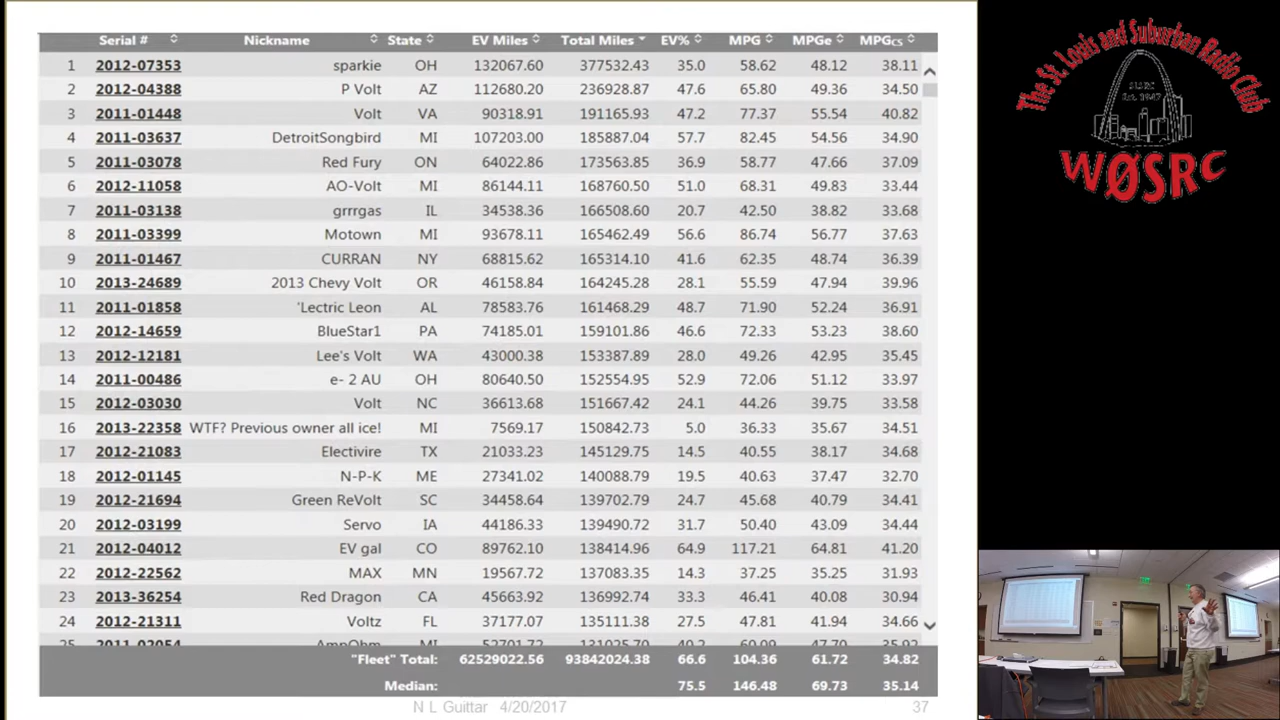 Serial # Nickname State EV Miles Total Miles EV% MPG MPGe MPGCS
1 2012-07353 sparkie OH 132067.60 377532.43 35.0 58.62 48.12 38.11
2 2012-04388 P Volt AZ 112680.20 236928.87 47.6 65.80 49.36 34.50
3 2011-01448 Volt VA 90318.91 191165.93 47.2 77.37 55.54 40.82
4 2011-03637 DetroitSongbird MI 107203.00 185887.04 57.7 82.45 54.56 34.90
5 2011-03078 Red Fury ON 64022.86 173563.85 36.9 58.77 47.66 37.09
6 2012-11058 AO-Volt MI 86144.11 168760.50 51.0 68.31 49.83 33.44
7 2011-03138 grrrgas IL 34538.36 166508.60 20.7 42.50 38.82 33.68
8 2011-03399 Motown MI 93678.11 165462.49 56.6 86.74 56.77 37.63
9 2011-01467 CURRAN NY 68815.62 165314.10 41.6 62.35 48.74 36.39
10 2013-24689 2013 Chevy Volt OR 46158.84 164245.28 28.1 55.59 47.94 39.96
11 2011-01858 'Lectric Leon AL 78583.76 161468.29 48.7 71.90 52.24 36.91
12 2012-14659 BlueStar1 PA 74185.01 159101.86 46.6 72.33 53.23 38.60
13 2012-12181 Lee's Volt WA 43000.38 153387.89 28.0 49.26 42.95 35.45
14 2011-00486 e- 2 AU OH 80640.50 152554.95 52.9 72.06 51.12 33.97
15 2012-03030 Volt NC 36613.68 151667.42 24.1 44.26 39.75 33.58
16 2013-22358 WTF? Previous owner all ice! MI 7569.17 150842.73 5.0 36.33 35.67 34.51
17 2012-21083 Electivire TX 21033.23 145129.75 14.5 40.55 38.17 34.68
18 2012-01145 N-P-K ME 27341.02 140088.79 19.5 40.63 37.47 32.70
19 2012-21694 Green ReVolt SC 34458.64 139702.79 24.7 45.68 40.79 34.41
20 2012-03199 Servo IA 44186.33 139490.72 31.7 50.40 43.09 34.44
21 2012-04012 EV gal CO 89762.10 138414.96 64.9 117.21 64.81 41.20
22 2012-22562 MAX MN 19567.72 137083.35 14.3 37.25 35.25 31.93
23 2013-36254 Red Dragon CA 45663.92 136992.74 33.3 46.41 40.08 30.94
24 2012-21311 Voltz FL 37177.07 135111.38 27.5 47.81 41.94 34.66
25 2011-02054 AmpOhm MI 52701.72 131025.70 40.2 60.09 47.70 35.92
"Fleet" Total: 62529022.56 93842024.38 66.6 104.36 61.72 34.82
Median: 75.5 146.48 69.73 35.14
N L Guittar 4/20/2017 37
The St. Louis and Suburban Radio Club
SLSRC
Est. 1947
WØSRC